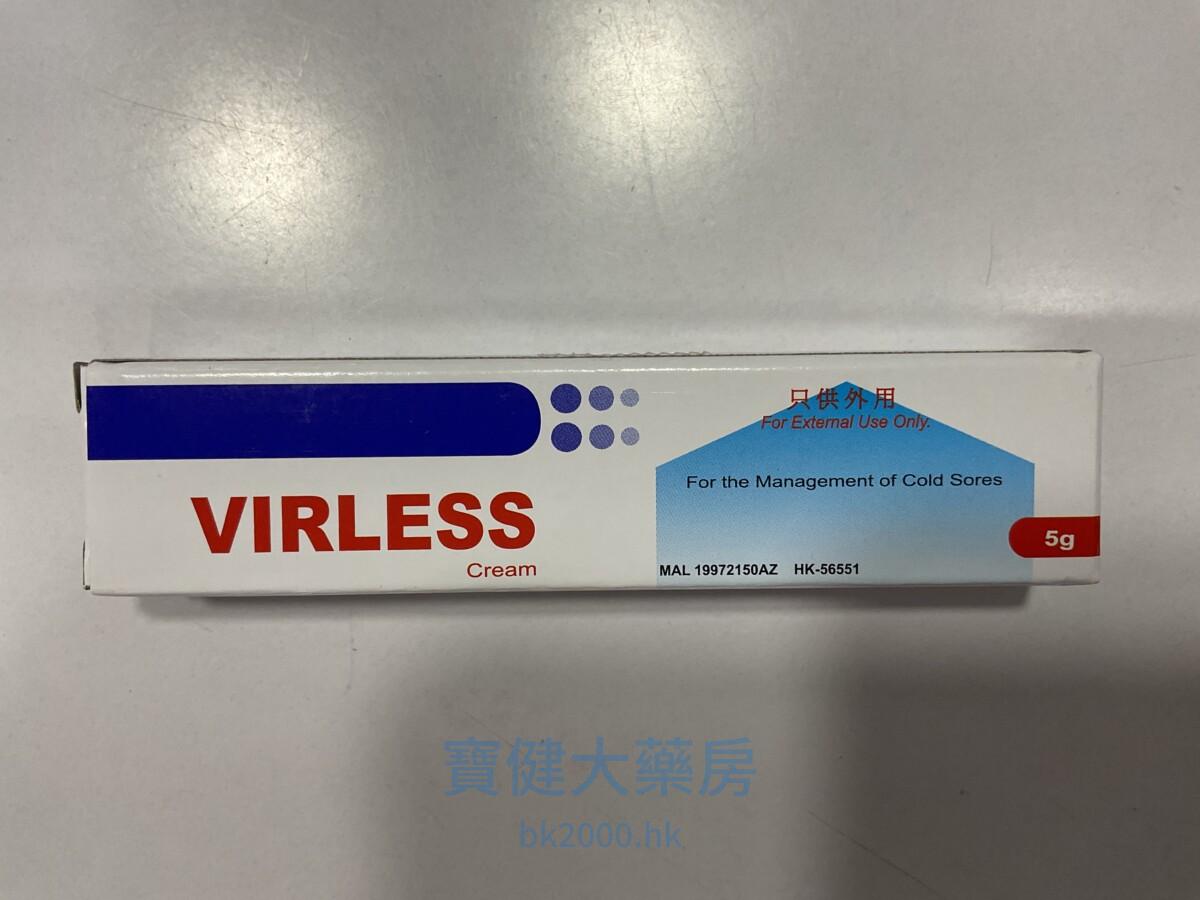 VIRLESS
Cream
只供外用
For External Use Only.
For the Management of Cold Sores
MAL 19972150AZ HK-56551
5g
寶健大藥房
bk2000.hk